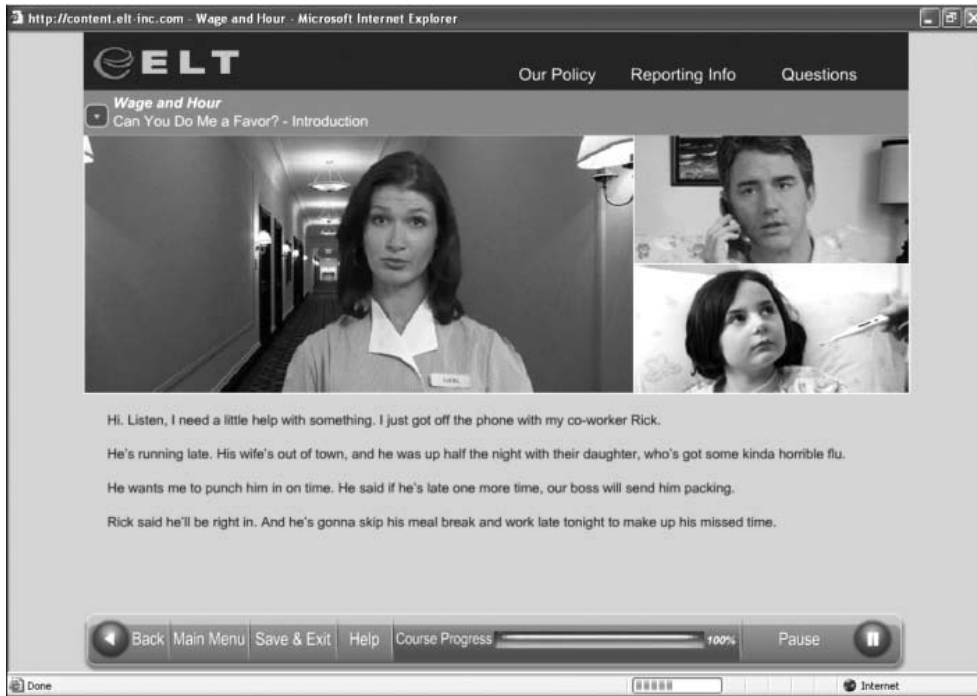 http://content.elt-inc.com - Wage and Hour - Microsoft Internet Explorer
ELT
Our Policy Reporting Info Questions
Wage and Hour
Can You Do Me a Favor? - Introduction
Hi. Listen, I need a little help with something. I just got off the phone with my co-worker Rick.
He's running late. His wife's out of town, and he was up half the night with their daughter, who's got some kinda horrible flu.
He wants me to punch him in on time. He said if he's late one more time, our boss will send him packing.
Rick said he'll be right in. And he's gonna skip his meal break and work late tonight to make up his missed time.
Back Main Menu Save & Exit Help Course Progress 100% Pause
Done Internet